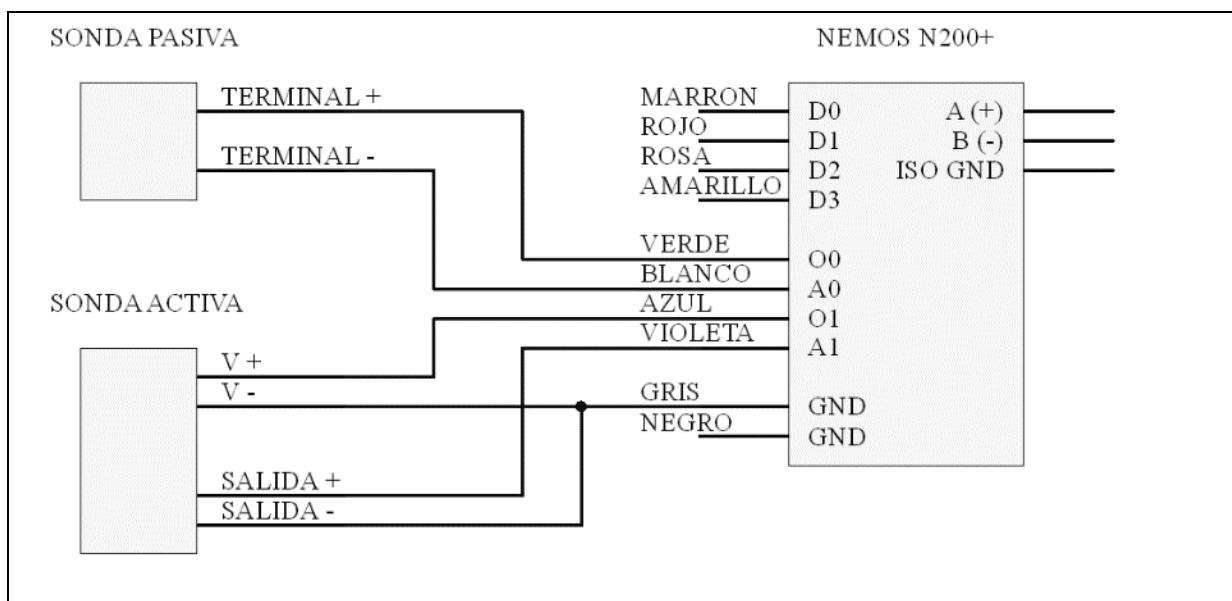 SONDA PASIVA
NEMOS N200+
TERMINAL +
TERMINAL -
MARRON
ROJO
ROSA
AMARILLO
VERDE
BLANCO
AZUL
VIOLETA
GRIS
NEGRO
D0
D1
D2
D3
O0
A0
O1
A1
GND
GND
A (+)
B (-)
ISO GND
SONDA ACTIVA
V +
V -
SALIDA +
SALIDA -